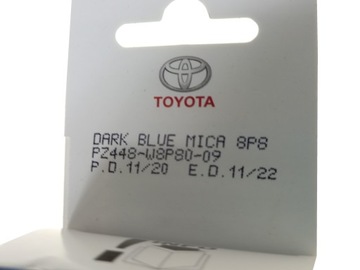 TOYOTA
DARK BLUE MICA 8P8
PZ448-W8P80-09
P.D.11/20 E.D.11/22